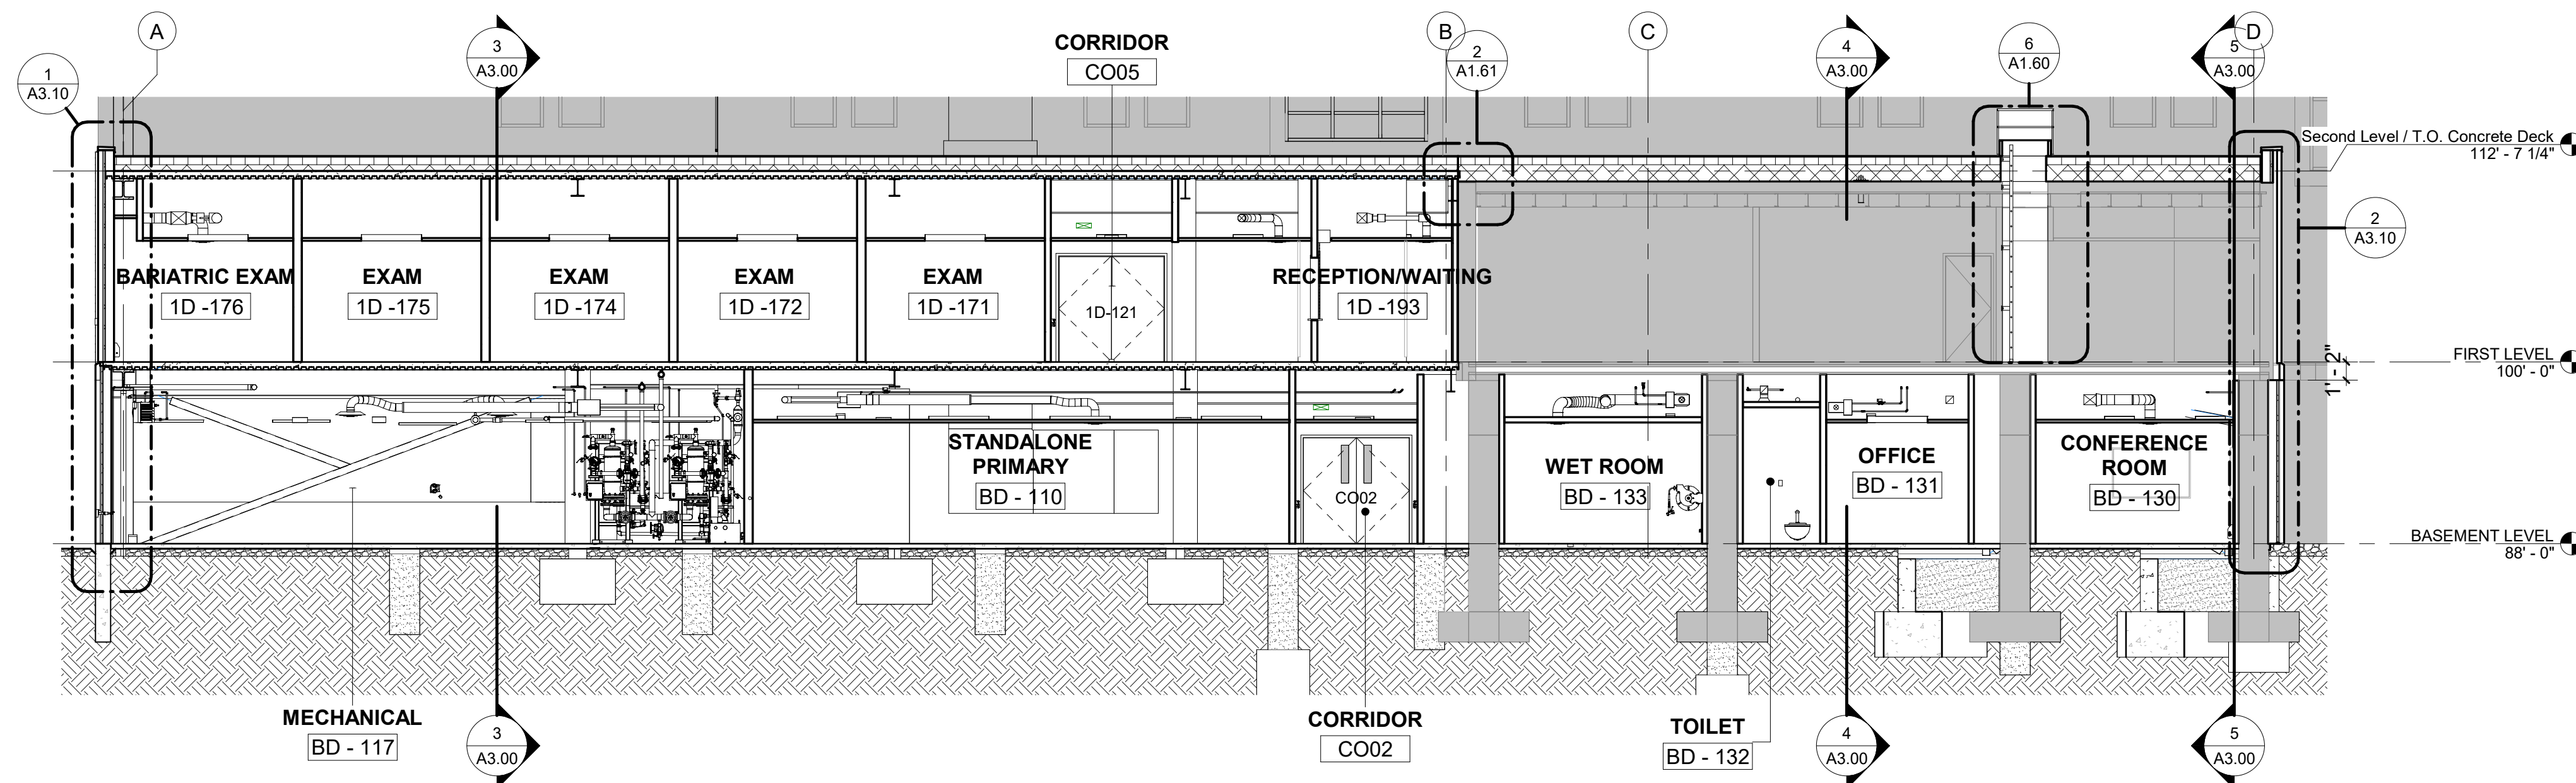 A
B
C
D
1
A3.10
3
A3.00
CORRIDOR
CO05
2
A1.61
4
A3.00
6
A1.60
5
A3.00
Second Level / T.O. Concrete Deck
112' - 7 1/4"
2
A3.10
BARIATRIC EXAM
1D -176
EXAM
1D -175
EXAM
1D -174
EXAM
1D -172
EXAM
1D -171
1D-121
RECEPTION/WAITING
1D -193
FIRST LEVEL
100' - 0"
1' - 2"
STANDALONE
PRIMARY
BD - 110
CO02
WET ROOM
BD - 133
OFFICE
BD - 131
CONFERENCE
ROOM
BD - 130
BASEMENT LEVEL
88' - 0"
MECHANICAL
BD - 117
3
A3.00
CORRIDOR
CO02
TOILET
BD - 132
4
A3.00
5
A3.00